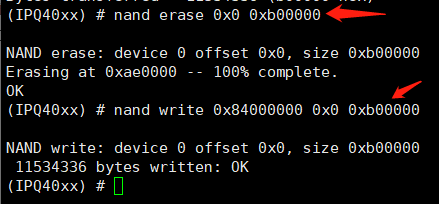 (IPQ40xx) # nand erase 0x0 0xb00000
NAND erase: device 0 offset 0x0, size 0xb00000
Erasing at 0xae0000 -- 100% complete.
OK
(IPQ40xx) # nand write 0x84000000 0x0 0xb00000
NAND write: device 0 offset 0x0, size 0xb00000
11534336 bytes written: OK
(IPQ40xx) #